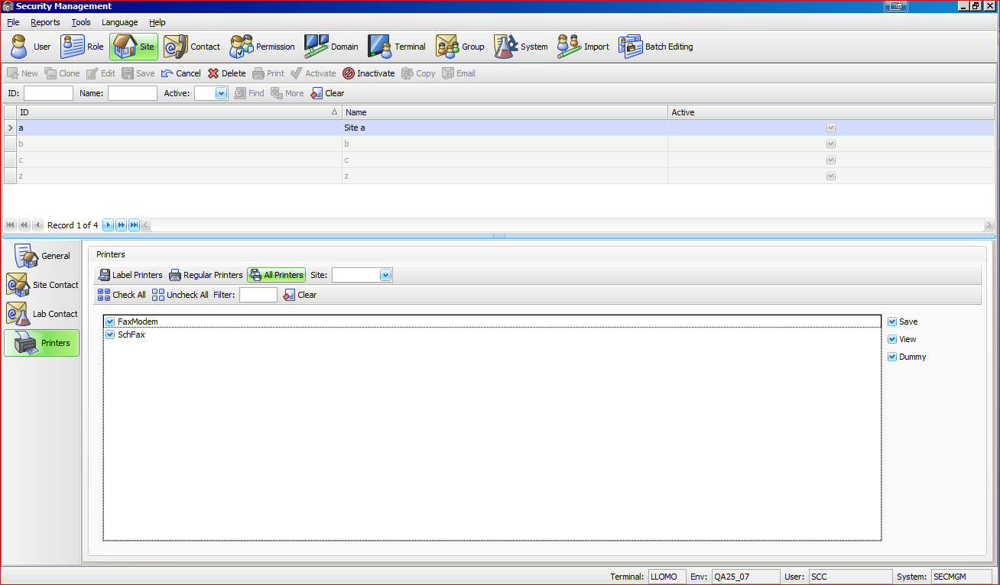 Security Management
File Reports Tools Language Help
User Role Site Contact Permission Domain Terminal Group System Import Batch Editing
New Clone Edit Save Cancel Delete Print Activate Inactivate Copy Email
ID: Name: Active: Find More Clear
ID Name Active
a Site a
b b
c c
z z
Record 1 of 4
General
Site Contact
Lab Contact
Printers
Printers
Label Printers Regular Printers All Printers Site:
Check All Uncheck All Filter: Clear
FaxModem
SchFax
Save
View
Dummy
Terminal: LLOMO Env: QA25_07 User: SCC System: SECMGM